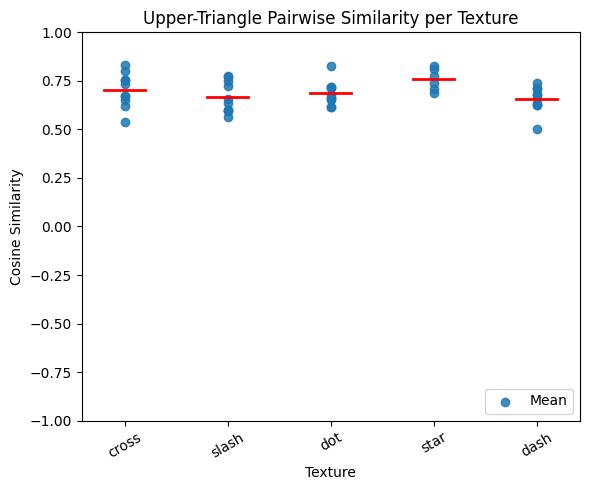 Upper-Triangle Pairwise Similarity per Texture
1.00
0.75
0.50
0.25
0.00
−0.25
−0.50
−0.75
−1.00
Cosine Similarity
Mean
cross
slash
dot
star
dash
Texture